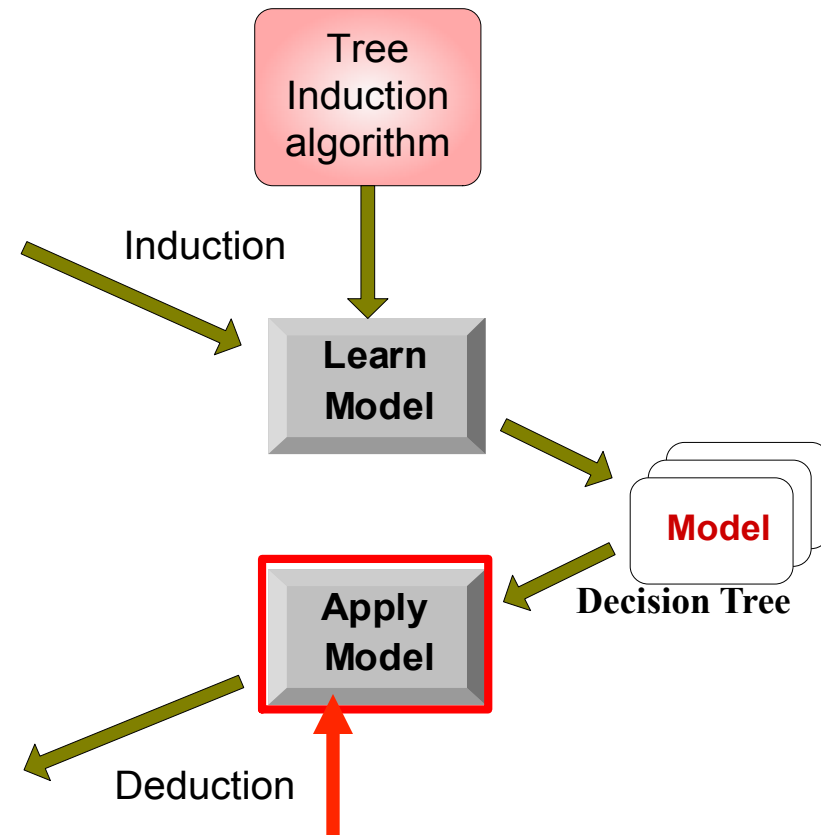 Tree
Induction
algorithm
Induction
Learn
Model
Model
Decision Tree
Apply
Model
Deduction